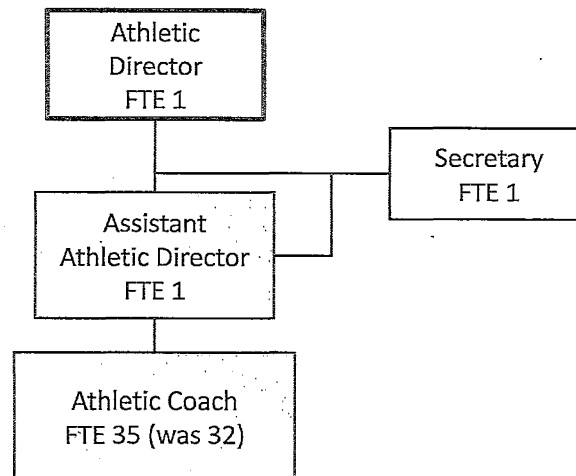 Athletic
Director
FTE 1
Secretary
FTE 1
Assistant
Athletic Director
FTE 1
Athletic Coach
FTE 35 (was 32)